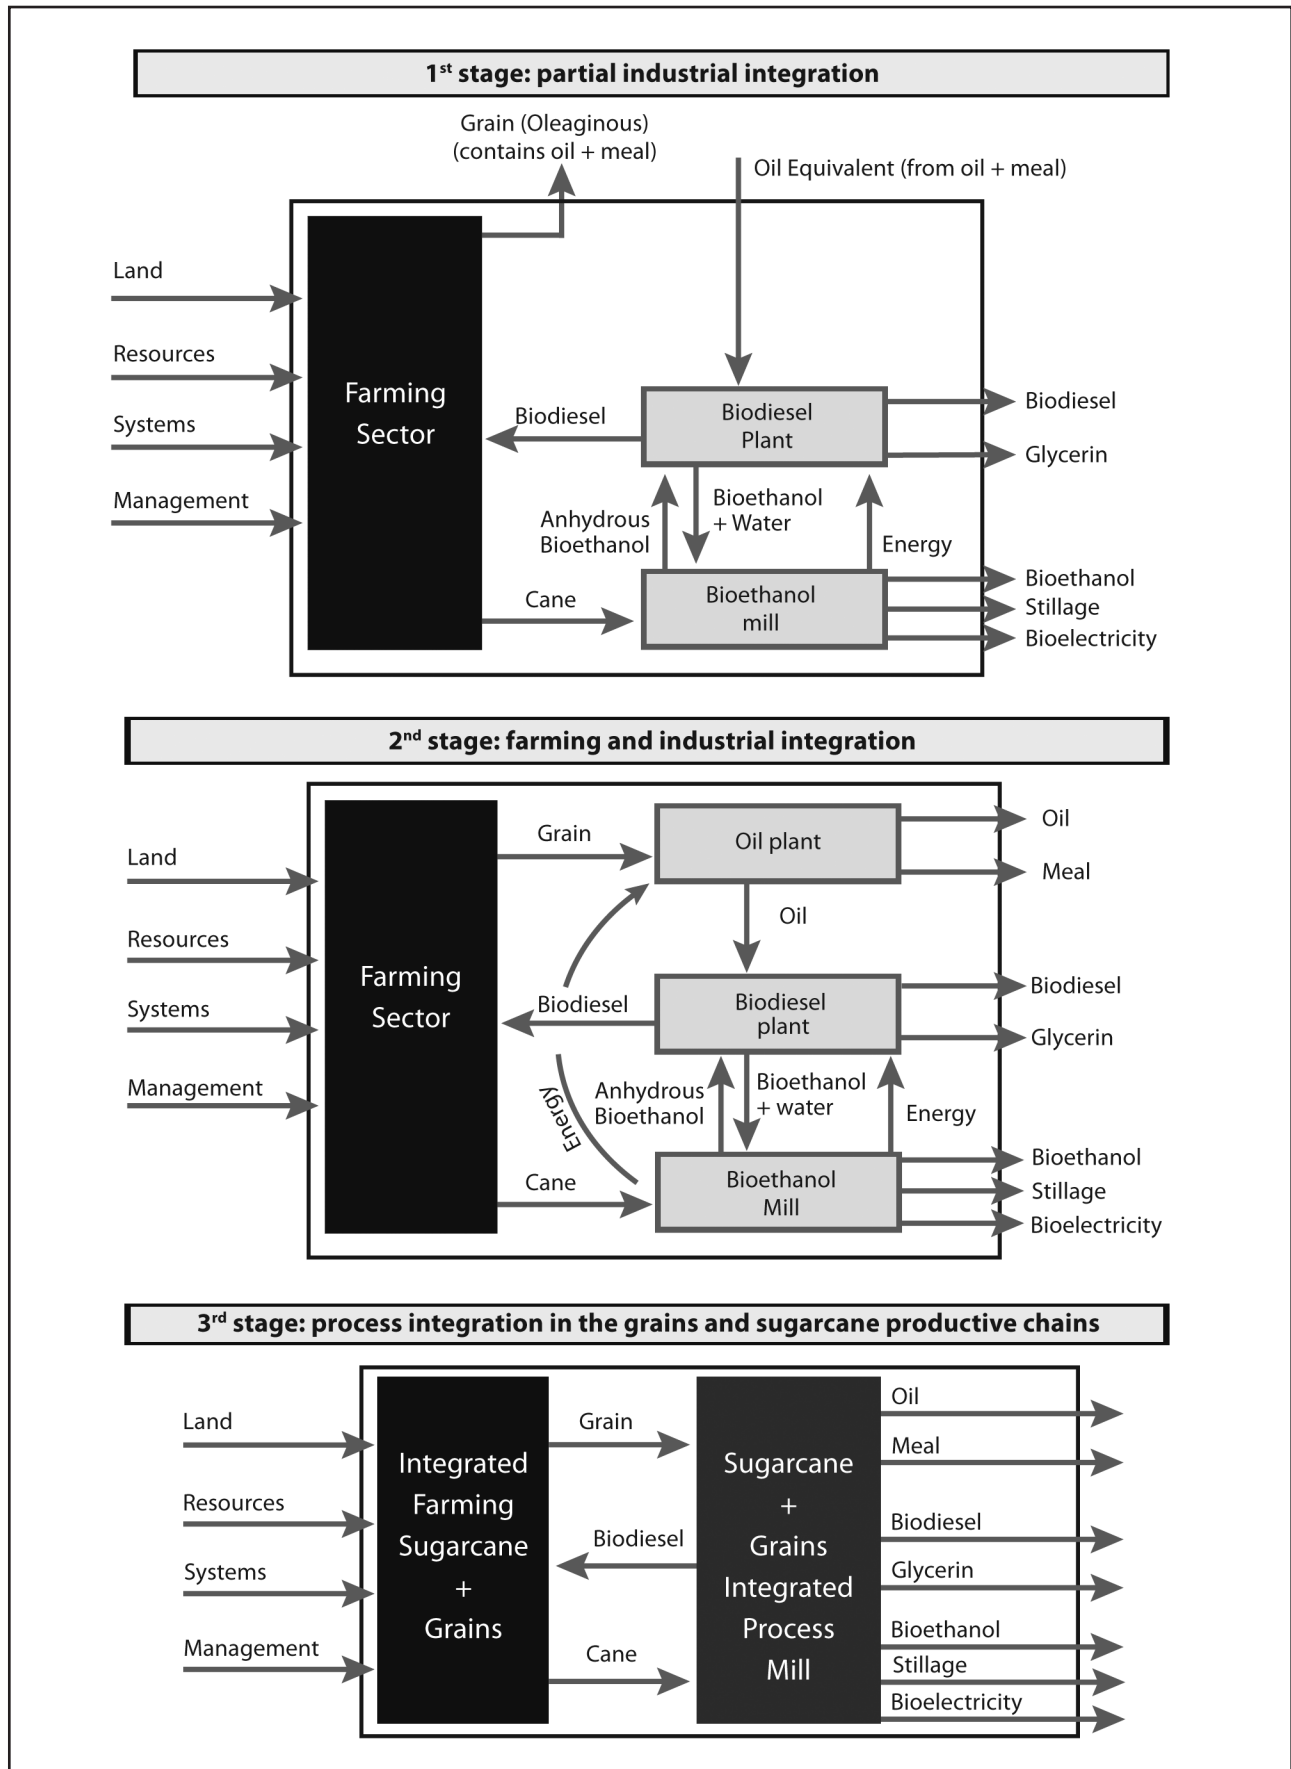 1st stage: partial industrial integration
Grain (Oleaginous)
(contains oil + meal)
Oil Equivalent (from oil + meal)
Land
Resources
Systems
Management
Farming
Sector
Biodiesel
Biodiesel
Plant
Biodiesel
Glycerin
Anhydrous
Bioethanol
Bioethanol
+ Water
Energy
Cane
Bioethanol
mill
Bioethanol
Stillage
Bioelectricity
2nd stage: farming and industrial integration
Land
Resources
Systems
Management
Farming
Sector
Grain
Oil plant
Oil
Meal
Oil
Biodiesel
Biodiesel
plant
Biodiesel
Glycerin
Energy
Anhydrous
Bioethanol
Bioethanol
+ water
Energy
Cane
Bioethanol
Mill
Bioethanol
Stillage
Bioelectricity
3rd stage: process integration in the grains and sugarcane productive chains
Land
Resources
Systems
Management
Integrated
Farming
Sugarcane
+
Grains
Grain
Biodiesel
Cane
Sugarcane
+
Grains
Integrated
Process
Mill
Oil
Meal
Biodiesel
Glycerin
Bioethanol
Stillage
Bioelectricity